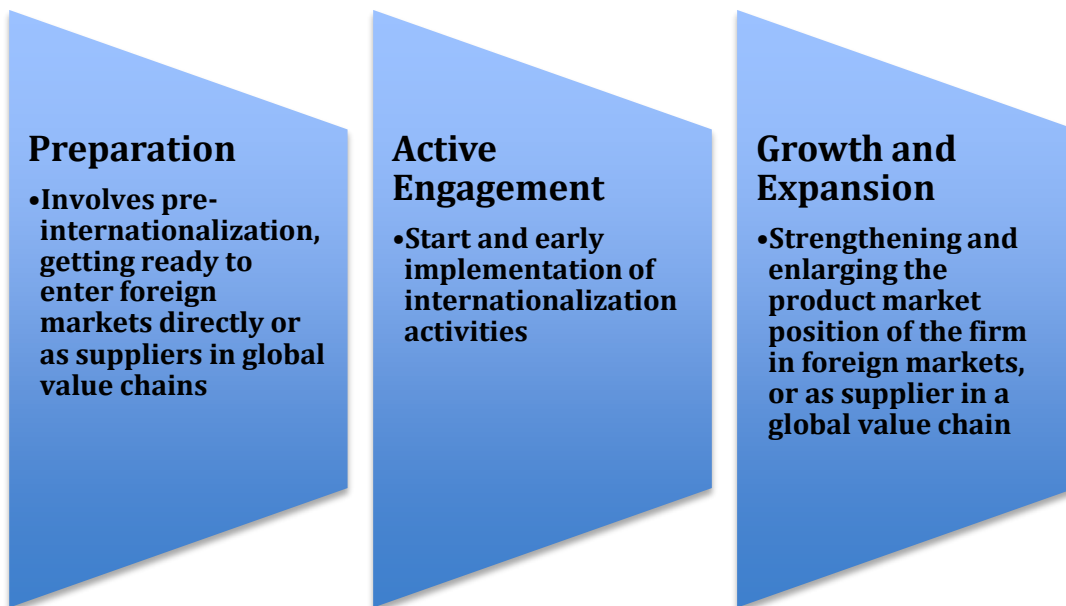 Preparation
•Involves pre-
internationalization,
getting ready to
enter foreign
markets directly or
as suppliers in global
value chains
Active
Engagement
•Start and early
implementation of
internationalization
activities
Growth and
Expansion
•Strengthening and
enlarging the
product market
position of the firm
in foreign markets,
or as supplier in a
global value chain